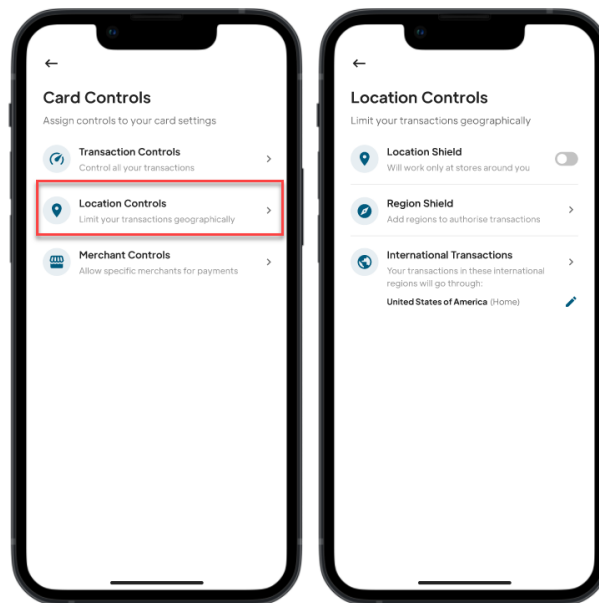 Card Controls
Assign controls to your card settings
Transaction Controls
Control all your transactions
Location Controls
Limit your transactions geographically
Merchant Controls
Allow specific merchants for payments
Location Controls
Limit your transactions geographically
Location Shield
Will work only at stores around you
Region Shield
Add regions to authorise transactions
International Transactions
Your transactions in these international
regions will go through:
United States of America (Home)